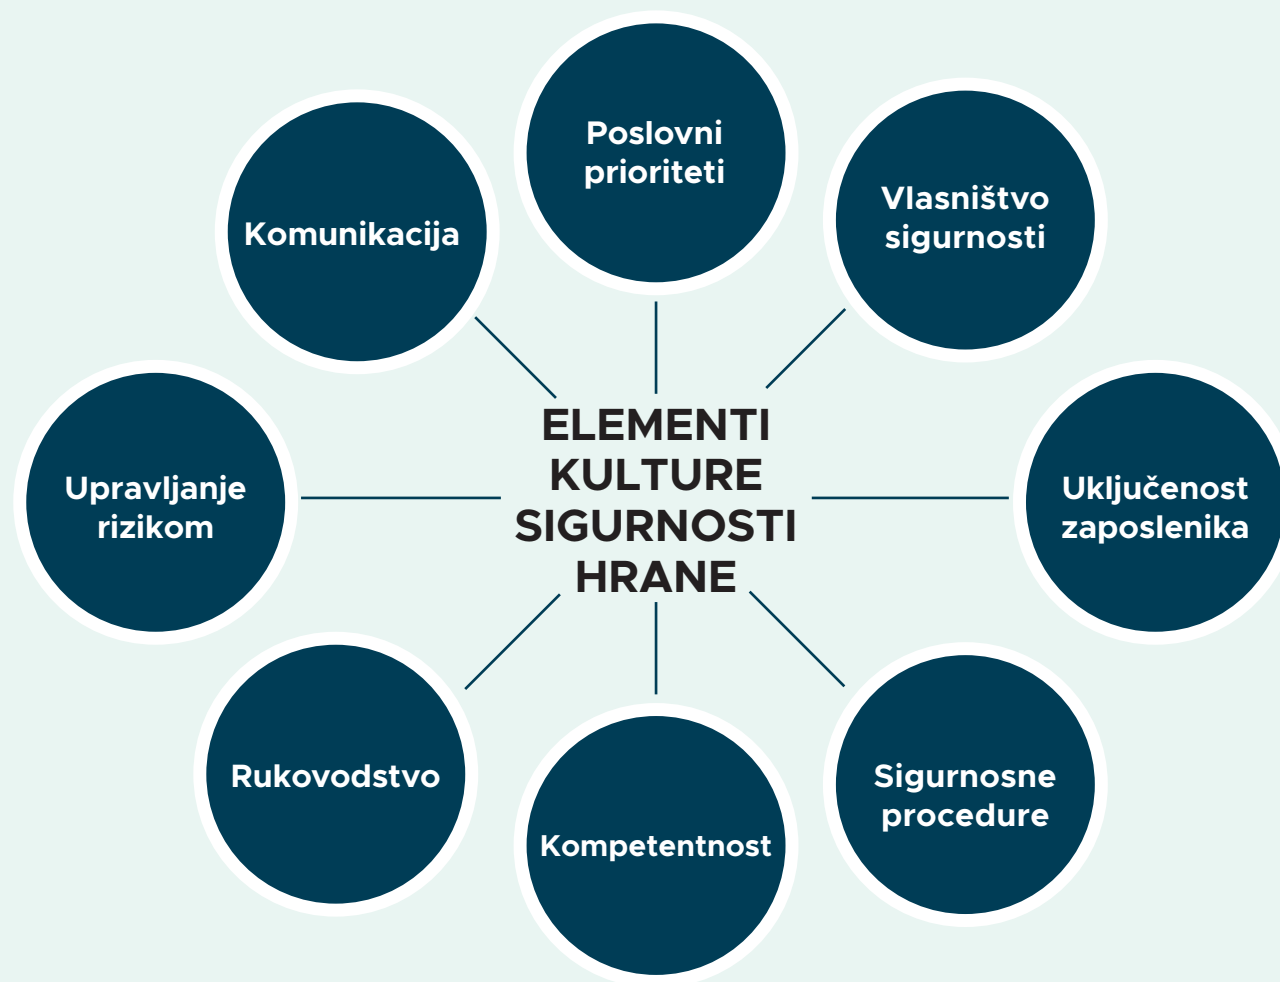 Poslovni
prioriteti
Vlasništvo
sigurnosti
Komunikacija
ELEMENTI
KULTURE
SIGURNOSTI
HRANE
Upravljanje
rizikom
Uključenost
zaposlenika
Rukovodstvo
Sigurnosne
procedure
Kompetentnost